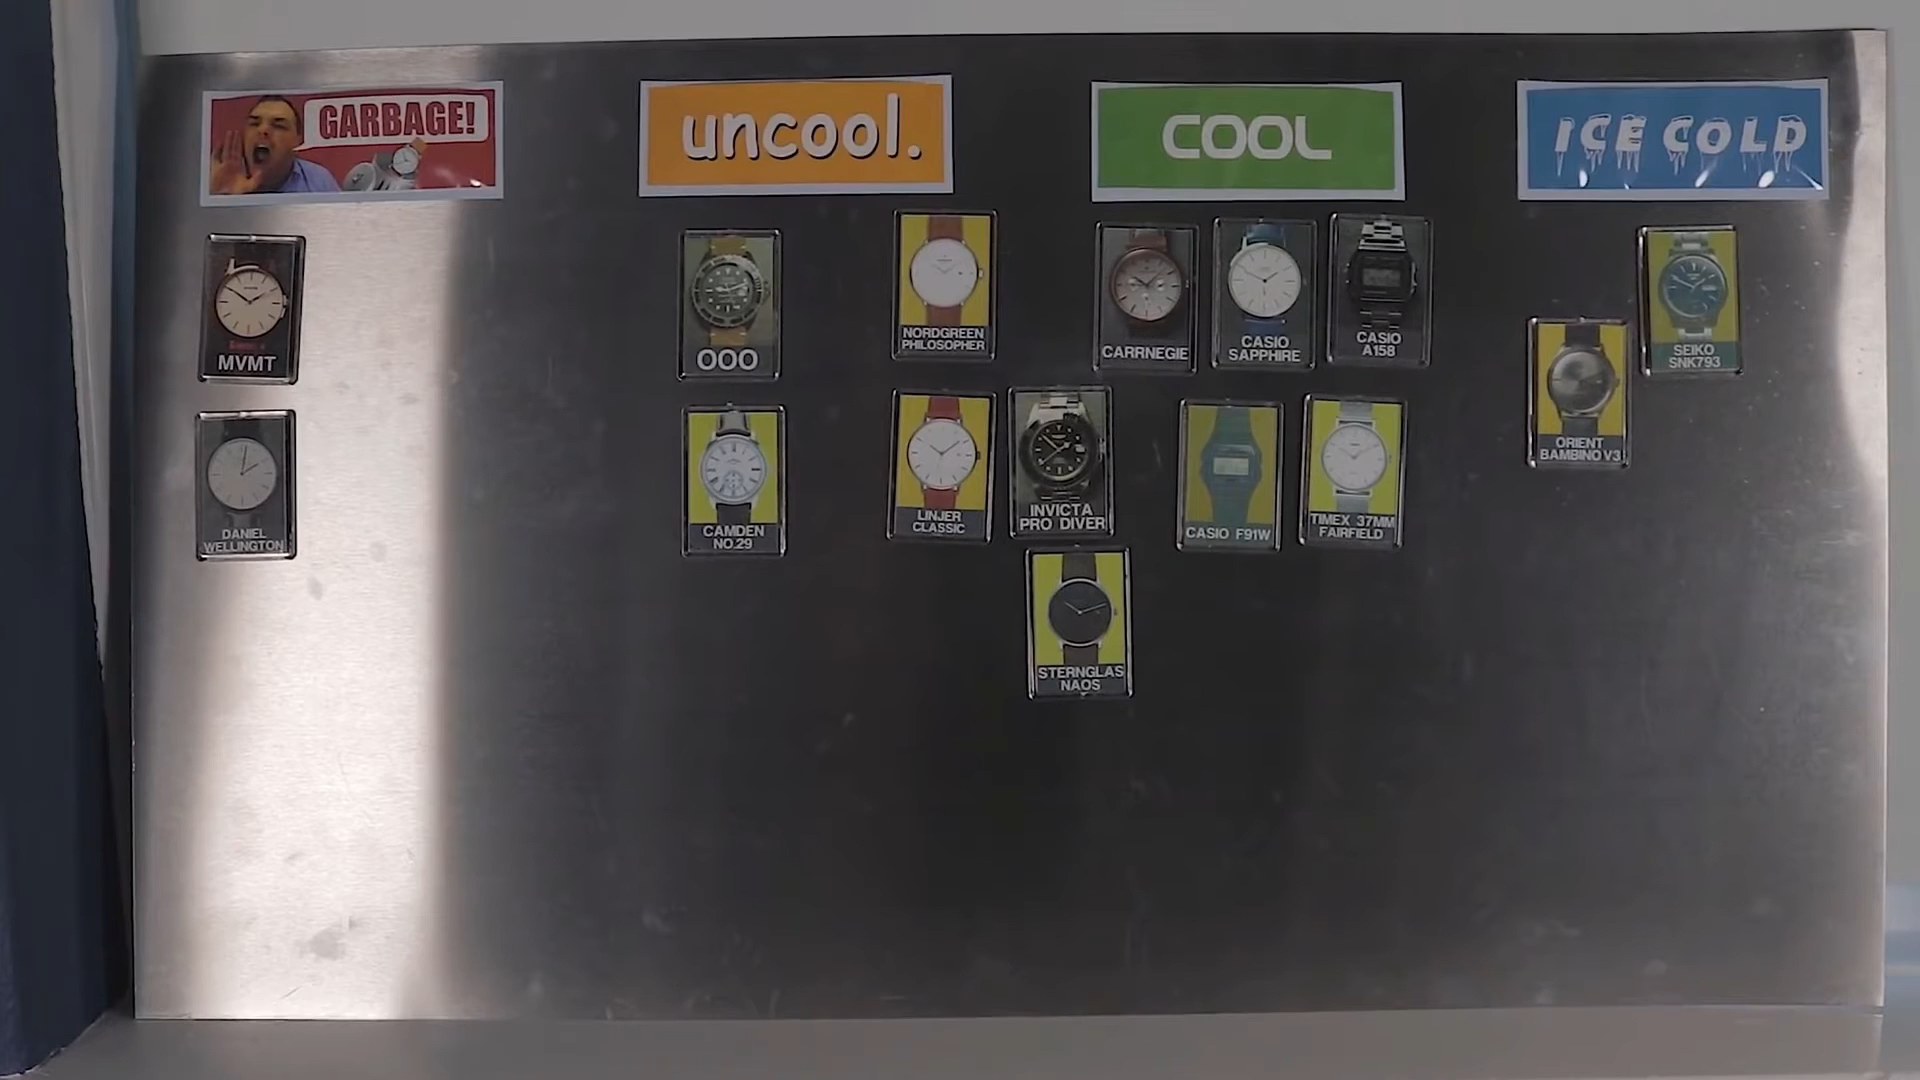 GARBAGE!
uncool.
COOL
ICE COLD
MVMT
DANIEL
WELLINGTON
OOO
CAMDEN
NO.29
NORDGREEN
PHILOSOPHER
LINJER
CLASSIC
INVICTA
PRO DIVER
STERNGLAS
NAOS
CARRNEGIE
CASIO
SAPPHIRE
CASIO
A158
CASIO F91W
TIMEX 37MM
FAIRFIELD
ORIENT
BAMBINO V3
SEIKO
SNK793